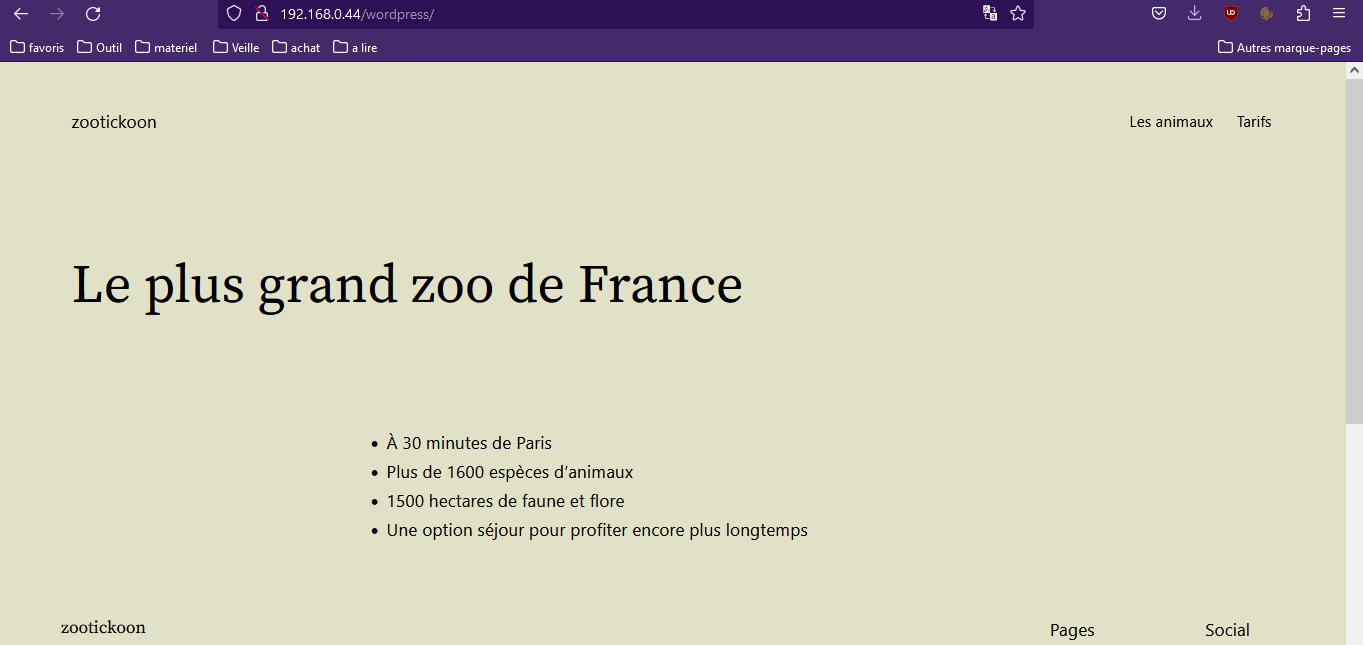 192.168.0.44/wordpress/
favoris Outil materiel Veille achat a lire Autres marque-pages
zootickoon Les animaux Tarifs
Le plus grand zoo de France
• À 30 minutes de Paris
• Plus de 1600 espèces d’animaux
• 1500 hectares de faune et flore
• Une option séjour pour profiter encore plus longtemps
zootickoon Pages Social